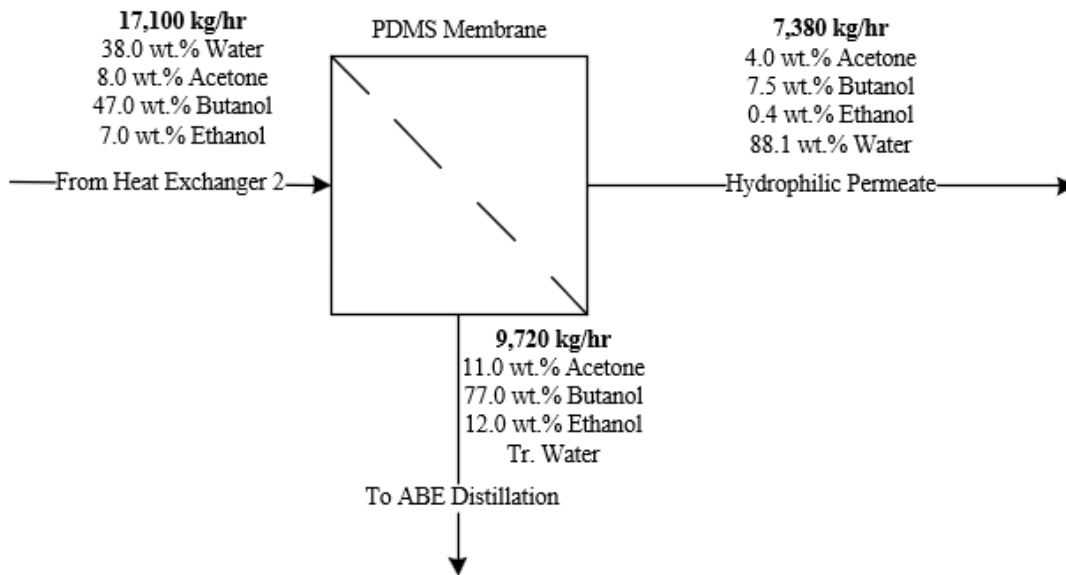 17,100 kg/hr
38.0 wt.% Water
8.0 wt.% Acetone
47.0 wt.% Butanol
7.0 wt.% Ethanol
From Heat Exchanger 2
PDMS Membrane
7,380 kg/hr
4.0 wt.% Acetone
7.5 wt.% Butanol
0.4 wt.% Ethanol
88.1 wt.% Water
Hydrophilic Permeate
9,720 kg/hr
11.0 wt.% Acetone
77.0 wt.% Butanol
12.0 wt.% Ethanol
Tr. Water
To ABE Distillation